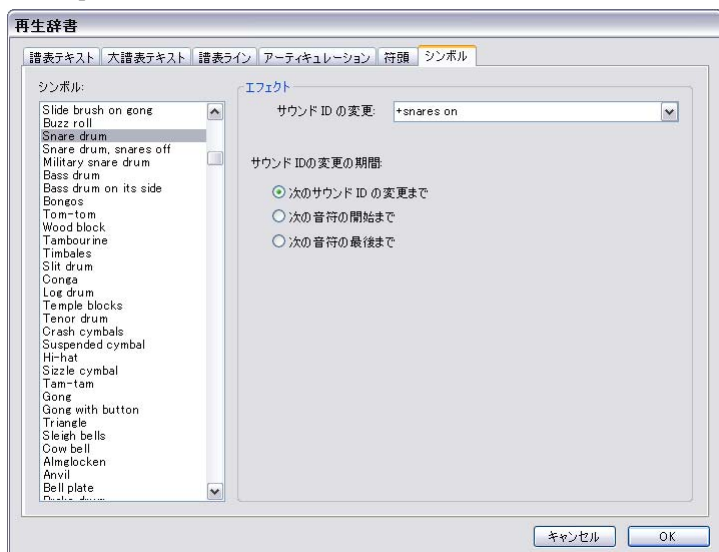 再生辞書
譜表テキスト 大譜表テキスト 譜表ライン アーティキュレーション 符頭 シンボル
シンボル:
Slide brush on gong
Buzz roll
Snare drum
Snare drum, snares off
Military snare drum
Bass drum
Bass drum on its side
Bongos
Tom-tom
Wood block
Tambourine
Timbales
Slit drum
Conga
Log drum
Temple blocks
Tenor drum
Crash cymbals
Suspended cymbal
Hi-hat
Sizzle cymbal
Tam-tam
Gong
Gong with button
Triangle
Sleigh bells
Cow bell
Almglocken
Anvil
Bell plate
エフェクト
サウンド ID の変更: +snares on
サウンド IDの変更の期間:
次のサウンド ID の変更まで
次の音符の開始まで
次の音符の最後まで
キャンセル OK